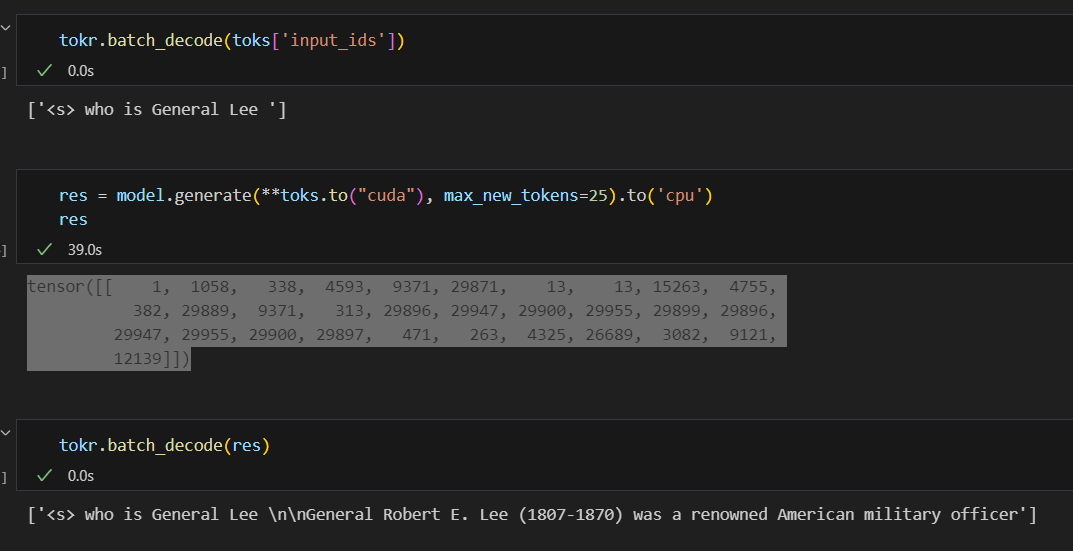 tokr.batch_decode(toks['input_ids'])
] 0.0s
['<s> who is General Lee ']
res = model.generate(**toks.to("cuda"), max_new_tokens=25).to('cpu')
res
] 39.0s
tensor([[    1,  1058,   338,  4593,  9371, 29871,    13,    13, 15263,  4755,
           382, 29889,  9371,   313, 29896, 29947, 29900, 29955, 29899, 29896,
         29947, 29955, 29900, 29897,   471,   263,  4325, 26689,  3082,  9121,
         12139]])
tokr.batch_decode(res)
] 0.0s
['<s> who is General Lee \n\nGeneral Robert E. Lee (1807-1870) was a renowned American military officer']